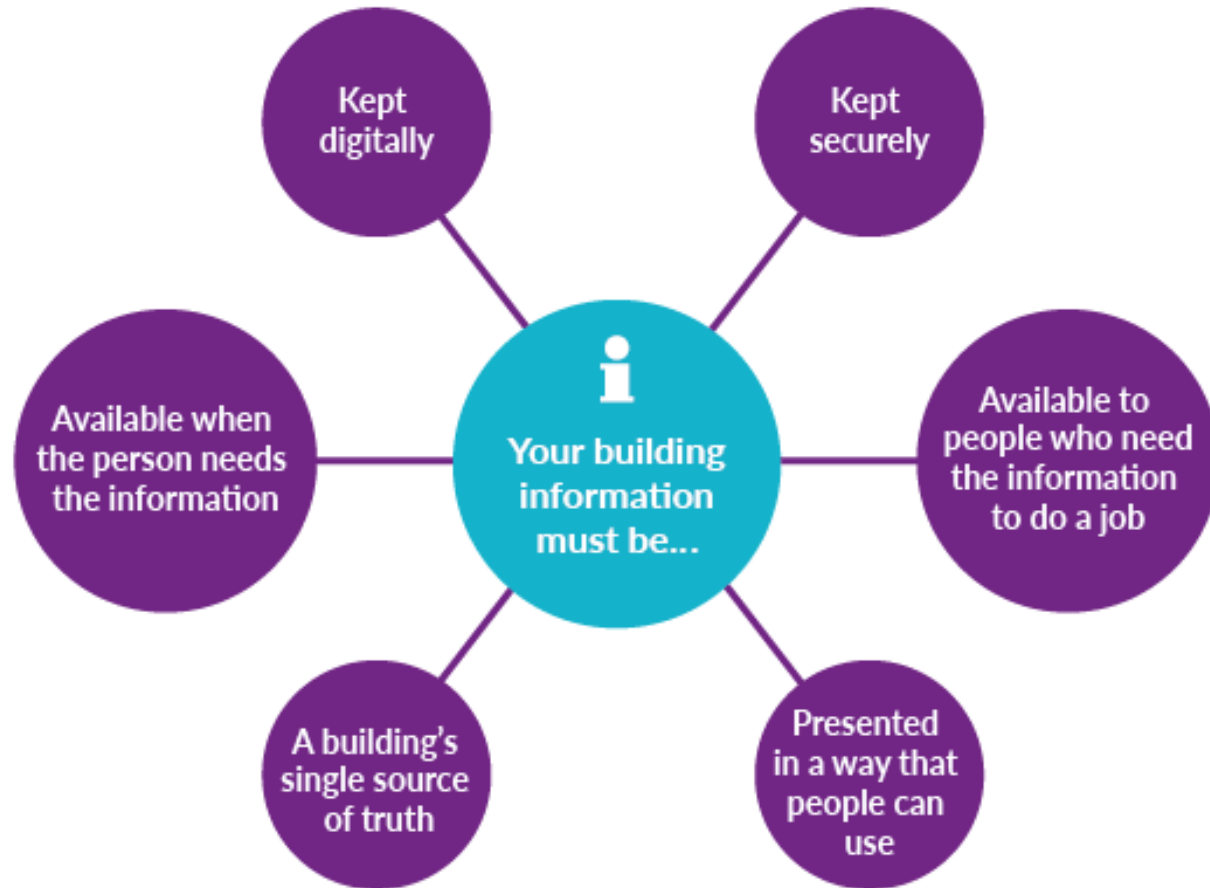 Kept
digitally
Kept
securely
Available when
the person needs
the information
Your building
information
must be...
Available to
people who need
the information
to do a job
A building’s
single source
of truth
Presented
in a way that
people can
use